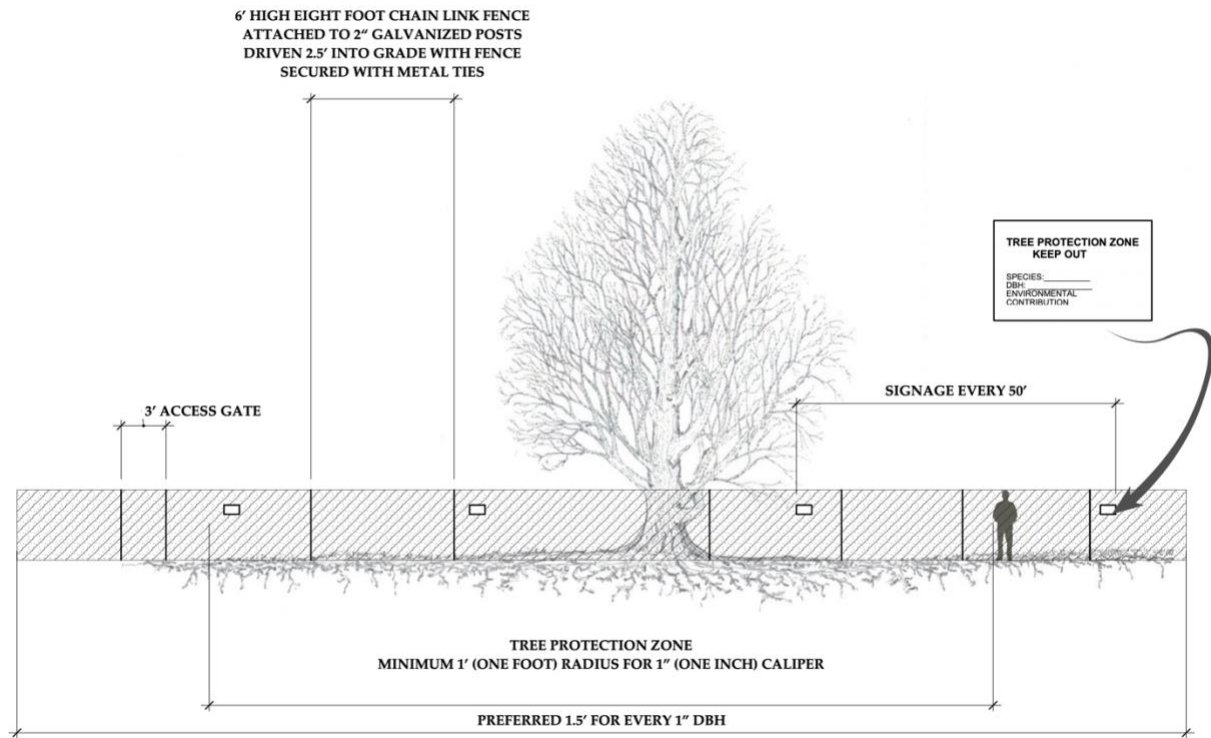 6' HIGH EIGHT FOOT CHAIN LINK FENCE
ATTACHED TO 2" GALVANIZED POSTS
DRIVEN 2.5' INTO GRADE WITH FENCE
SECURED WITH METAL TIES
TREE PROTECTION ZONE
KEEP OUT
SPECIES:__________
DBH:______________
ENVIRONMENTAL
CONTRIBUTION
SIGNAGE EVERY 50'
3' ACCESS GATE
TREE PROTECTION ZONE
MINIMUM 1' (ONE FOOT) RADIUS FOR 1" (ONE INCH) CALIPER
PREFERRED 1.5' FOR EVERY 1" DBH